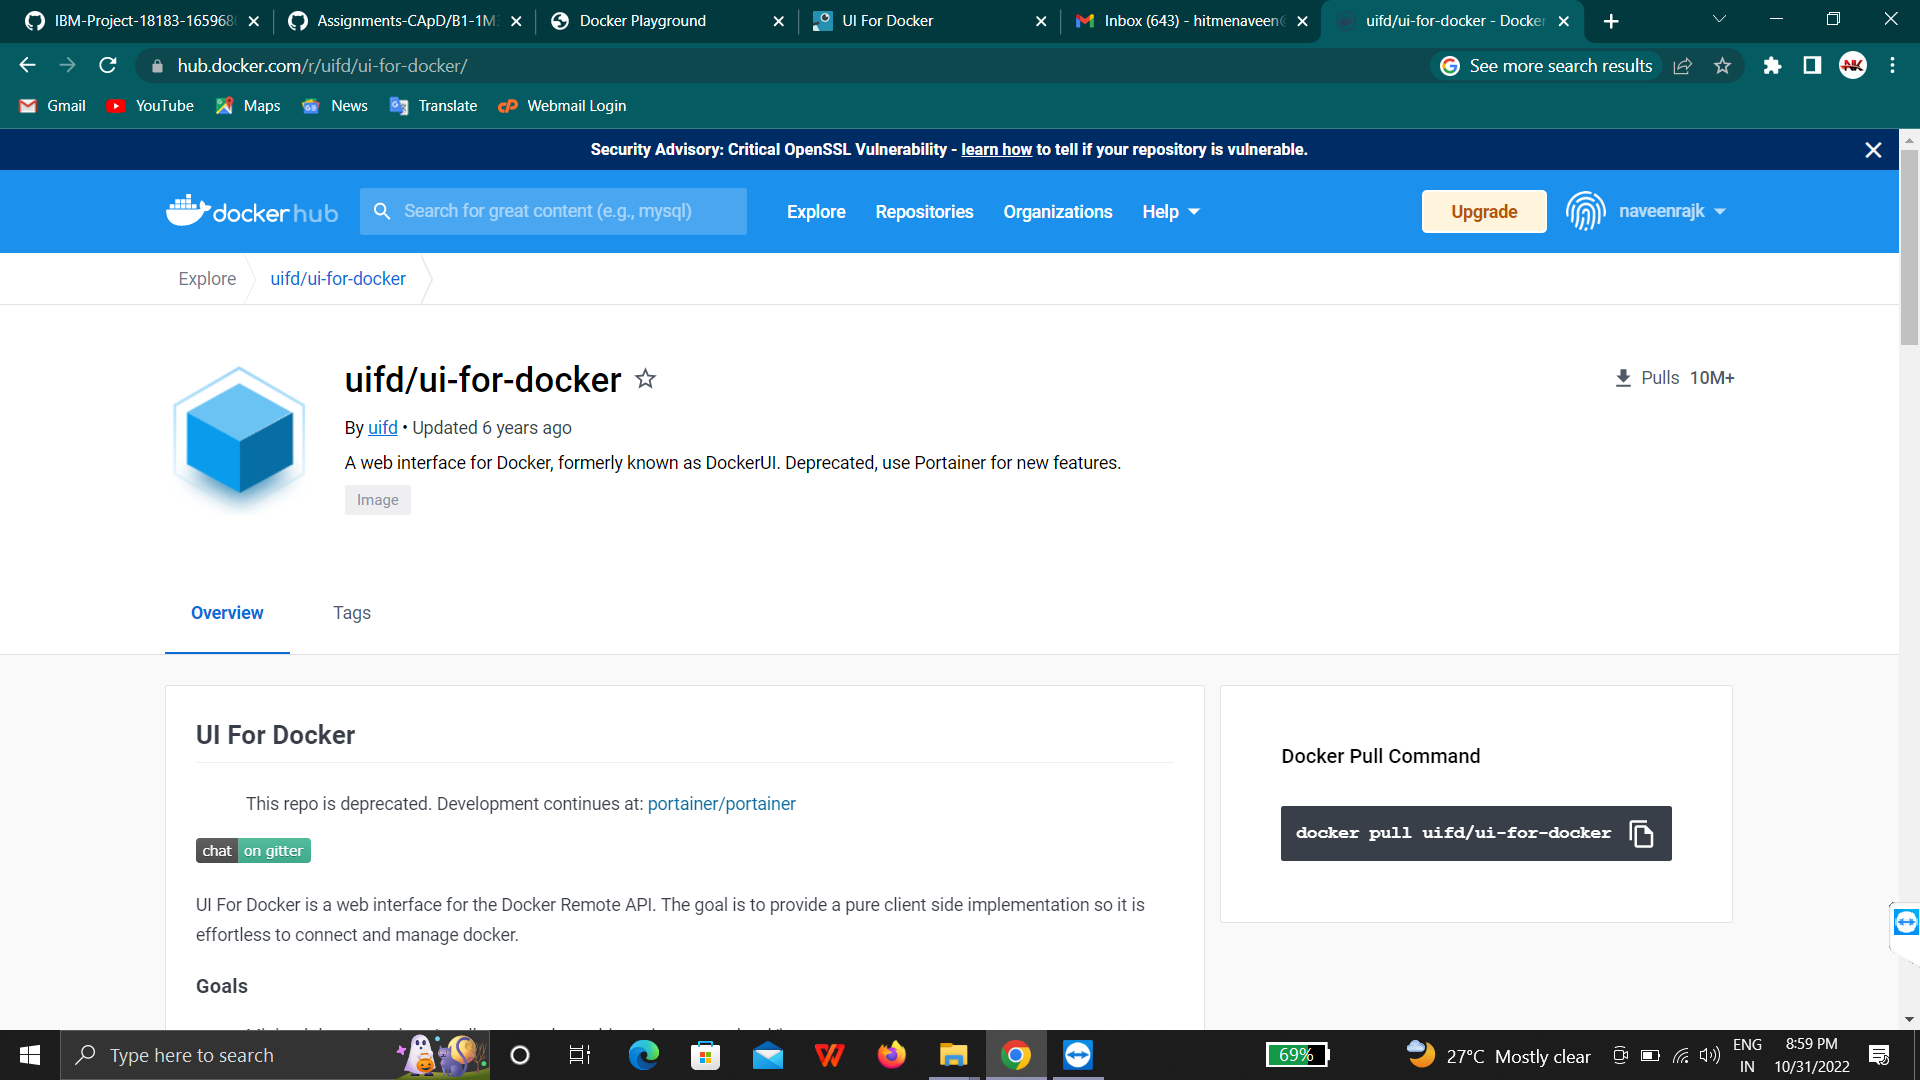 IBM-Project-18183-165968
Assignments-CApD/B1-1M
Docker Playground
UI For Docker
Inbox (643) - hitmenaveen@
uifd/ui-for-docker - Docker
hub.docker.com/r/uifd/ui-for-docker/
See more search results
NK
Gmail
YouTube
Maps
News
Translate
Webmail Login
Security Advisory: Critical OpenSSL Vulnerability - learn how to tell if your repository is vulnerable.
dockerhub
Search for great content (e.g., mysql)
Explore
Repositories
Organizations
Help
Upgrade
naveenrajk
Explore
uifd/ui-for-docker
uifd/ui-for-docker
Pulls 10M+
By uifd • Updated 6 years ago
A web interface for Docker, formerly known as DockerUI. Deprecated, use Portainer for new features.
Image
Overview
Tags
UI For Docker
This repo is deprecated. Development continues at: portainer/portainer
chat on gitter
UI For Docker is a web interface for the Docker Remote API. The goal is to provide a pure client side implementation so it is
effortless to connect and manage docker.
Goals
Docker Pull Command
docker pull uifd/ui-for-docker
Type here to search
69%
27°C Mostly clear
ENG
IN
8:59 PM
10/31/2022